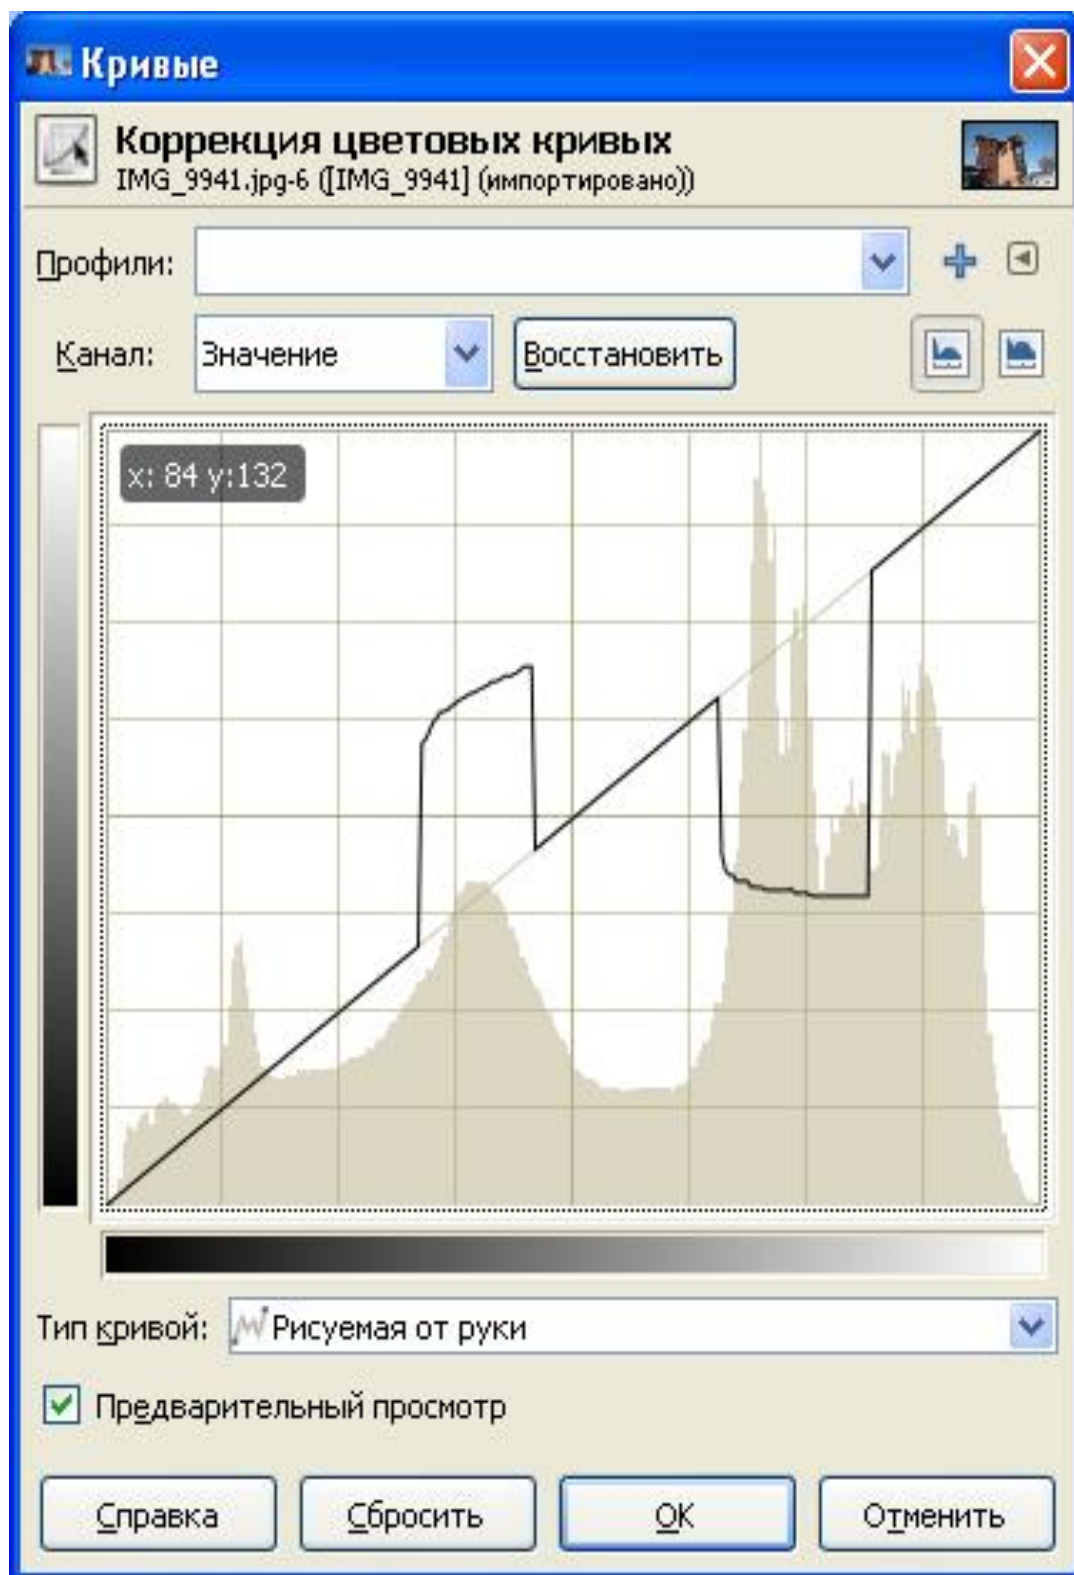 Кривые
Коррекция цветовых кривых
IMG_9941.jpg-6 ([IMG_9941] (импортировано))
Профили:
Канал: Значение Восстановить
x: 84 y:132
Тип кривой: Рисуемая от руки
Предварительный просмотр
Справка Сбросить OK Отменить